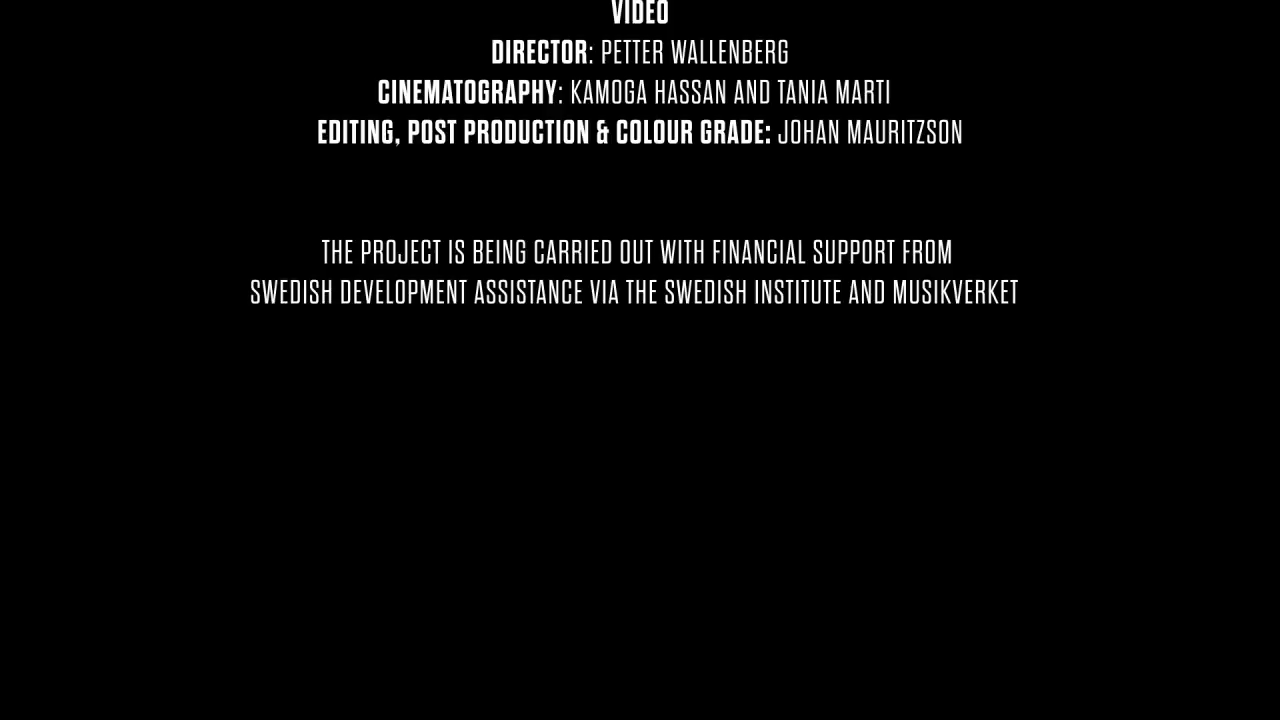 VIDEO
DIRECTOR: PETTER WALLENBERG
CINEMATOGRAPHY: KAMOGA HASSAN AND TANIA MARTI
EDITING, POST PRODUCTION & COLOUR GRADE: JOHAN MAURITZSON
THE PROJECT IS BEING CARRIED OUT WITH FINANCIAL SUPPORT FROM
SWEDISH DEVELOPMENT ASSISTANCE VIA THE SWEDISH INSTITUTE AND MUSIKVERKET